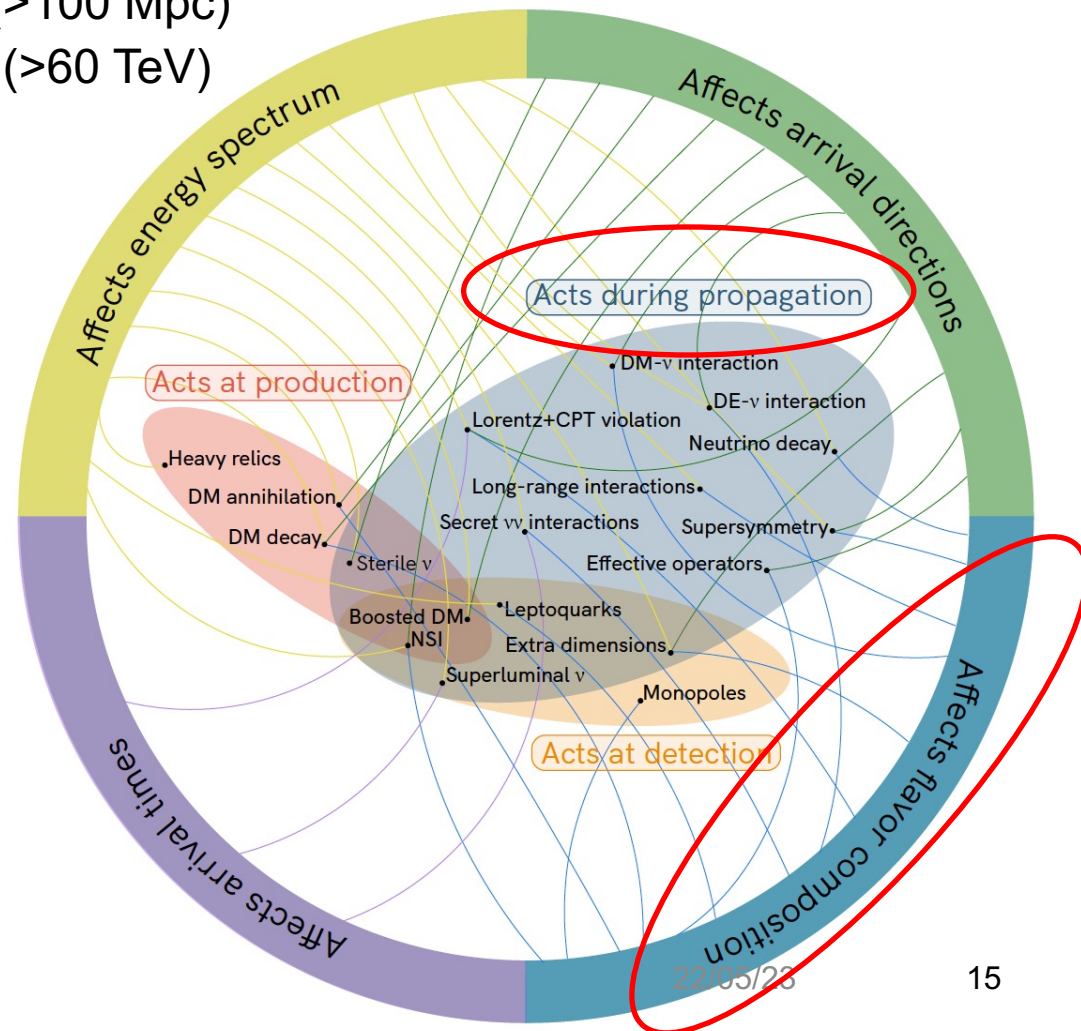 (>100 Mpc)
(>60 TeV)
Affects energy spectrum
Affects arrival directions
Acts during propagation
DM-ν interaction
Acts at production
DE-ν interaction
Lorentz+CPT violation
Neutrino decay
Heavy relics
DM annihilation
Long-range interactions
Secret νν interactions
Supersymmetry
DM decay
Sterile ν
Effective operators
Leptoquarks
Boosted DM
NSI
Extra dimensions
Superluminal ν
Monopoles
Acts at detection
Affects arrival times
Affects flavor composition
22/05/23
15